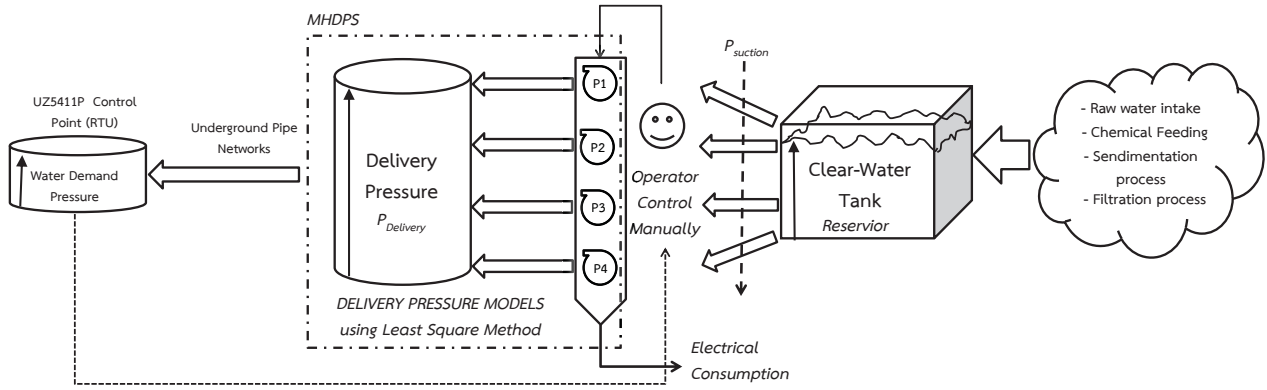 MHDPS
UZ5411P Control
Point (RTU)
Water Demand
Pressure
Underground Pipe
Networks
Delivery
Pressure
P_Delivery
DELIVERY PRESSURE MODELS
using Least Square Method
P1
P2
P3
P4
Operator
Control
Manually
Electrical
Consumption
P_suction
Clear-Water
Tank
Reservior
- Raw water intake
- Chemical Feeding
- Sendimentation
process
- Filtration process